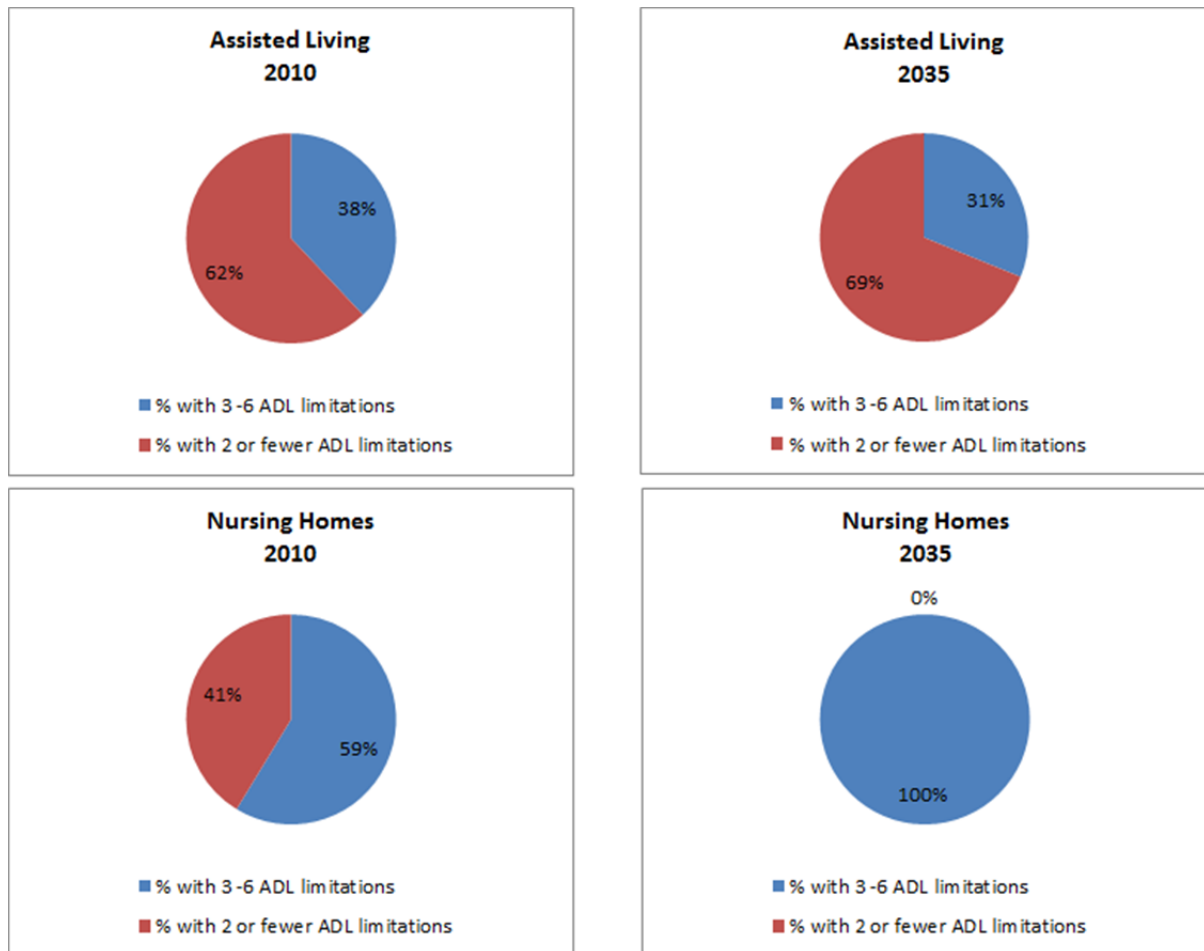 Assisted Living
2010
38%
62%
% with 3-6 ADL limitations
% with 2 or fewer ADL limitations
Assisted Living
2035
31%
69%
% with 3-6 ADL limitations
% with 2 or fewer ADL limitations
Nursing Homes
2010
41%
59%
% with 3-6 ADL limitations
% with 2 or fewer ADL limitations
Nursing Homes
2035
0%
100%
% with 3-6 ADL limitations
% with 2 or fewer ADL limitations